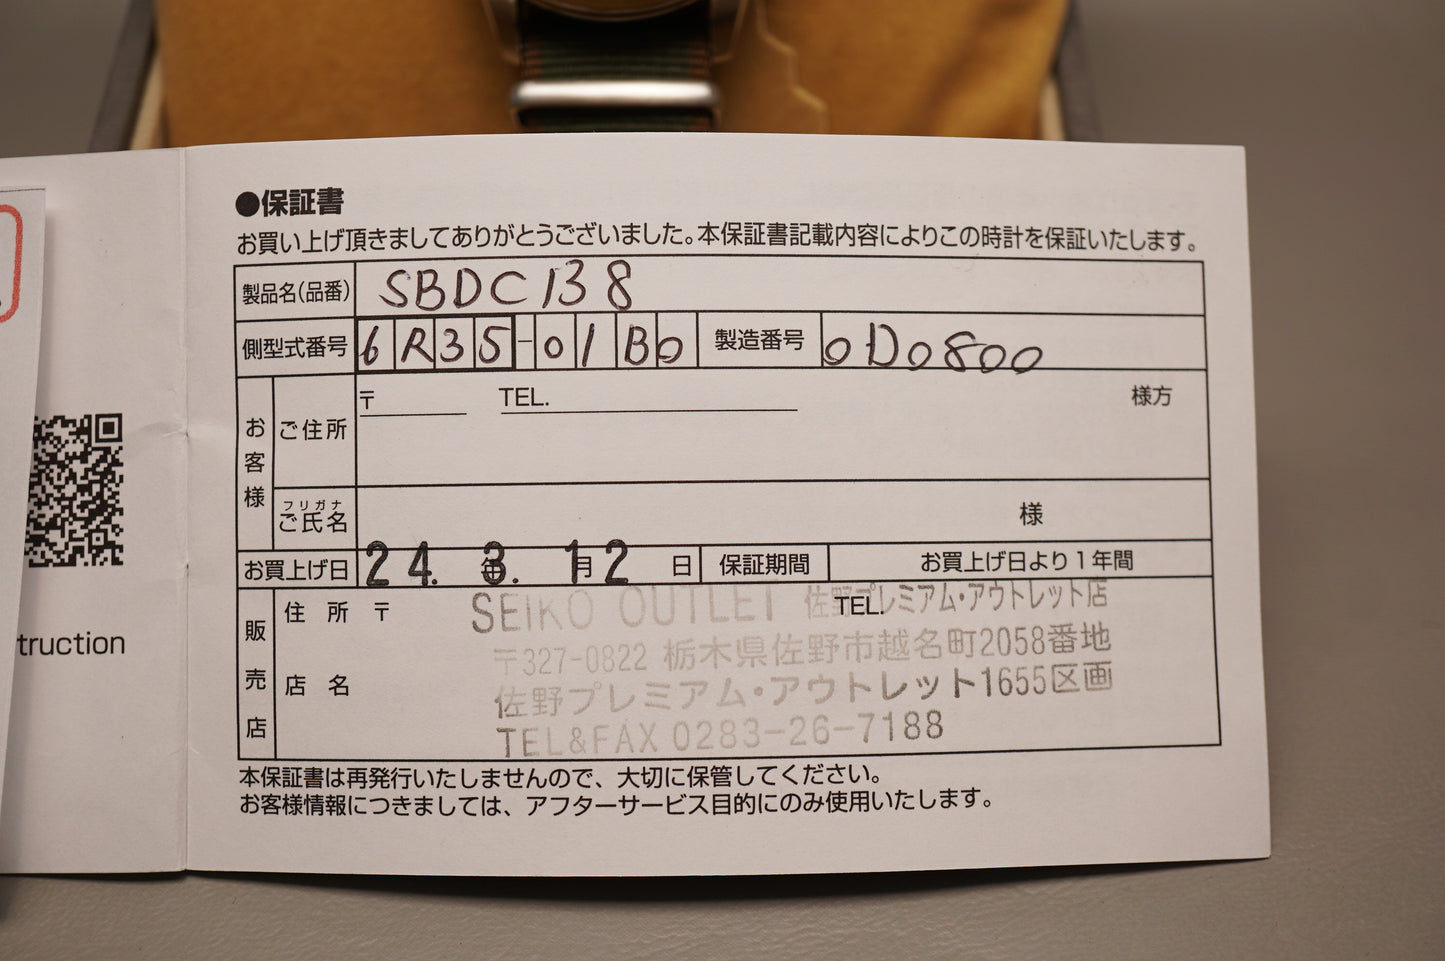 ●保証書
お買い上げ頂きましてありがとうございました。本保証書記載内容によりこの時計を保証いたします。
製品名(品番) SBDC138
側型式番号 6R35-01B0 製造番号 0D0800
お客様 ご住所 〒 TEL. 様方
フリガナ
ご氏名 様
お買上げ日 24. 年3. 月12 日 保証期間 お買上げ日より1年間
販売店 住所 〒 TEL.
SEIKO OUTLET 佐野プレミアム・アウトレット店
〒327-0822 栃木県佐野市越名町2058番地
店名
佐野プレミアム・アウトレット1655区画
TEL&FAX 0283-26-7188
本保証書は再発行いたしませんので、大切に保管してください。
お客様情報につきましては、アフターサービス目的にのみ使用いたします。
truction